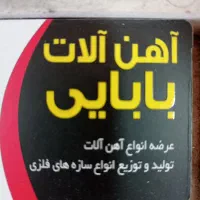 آهن آلات
بابایی
عرضه انواع آهن آلات
تولید و توزیع انواع سازه های فلزی